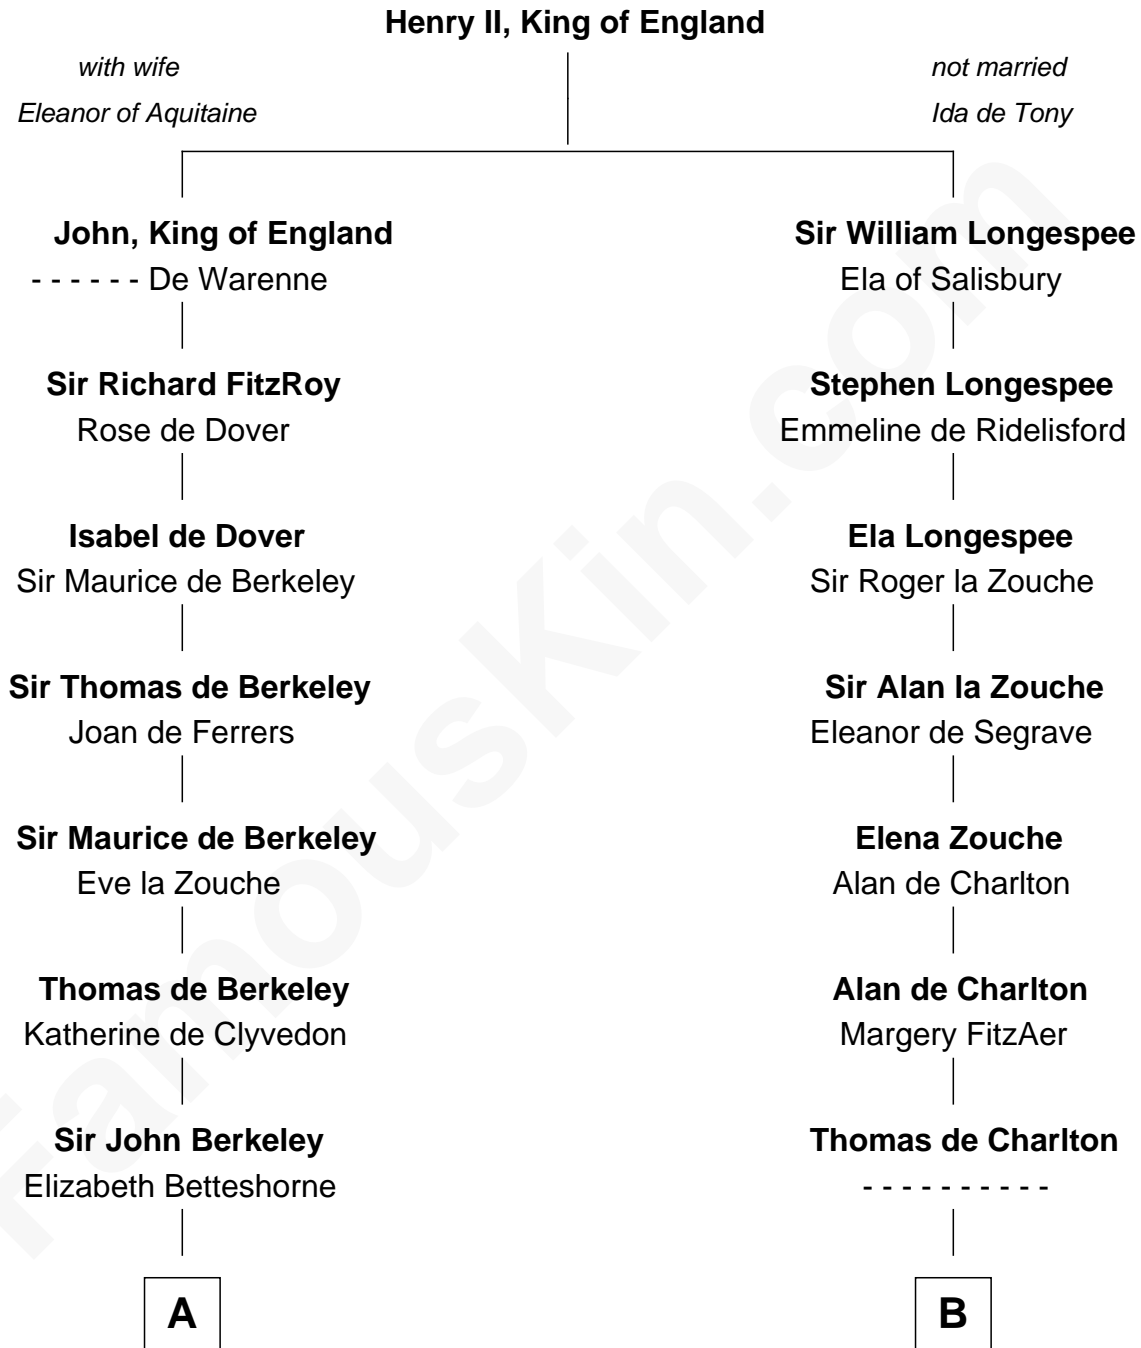 Henry II, King of England
with wife
Eleanor of Aquitaine
not married
Ida de Tony
John, King of England
- - - - - - De Warenne
Sir William Longespee
Ela of Salisbury
Sir Richard FitzRoy
Rose de Dover
Stephen Longespee
Emmeline de Ridelisford
Isabel de Dover
Sir Maurice de Berkeley
Ela Longespee
Sir Roger la Zouche
Sir Thomas de Berkeley
Joan de Ferrers
Sir Alan la Zouche
Eleanor de Segrave
Sir Maurice de Berkeley
Eve la Zouche
Elena Zouche
Alan de Charlton
Thomas de Berkeley
Katherine de Clyvedon
Alan de Charlton
Margery FitzAer
Sir John Berkeley
Elizabeth Betteshorne
Thomas de Charlton
- - - - - - - - - -
A
B
FamousKin.com